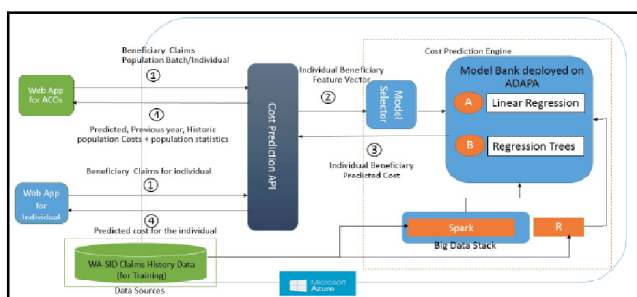 Beneficiary Claims
Population Batch/Individual
1
Web App
for ACOs
4
Predicted, Previous year, Historic
population Costs + population statistics
Beneficiary Claims for individual
1
Web App
for
Individual
4
Predicted cost for the individual
WA-SID Claims History Data
(for Training)
Data Sources
Cost Prediction API
Individual Beneficiary
Feature Vector
2
Model
Selector
3
Individual Beneficiary
Predicted Cost
Cost Prediction Engine
Model Bank deployed on
ADAPA
A
Linear Regression
B
Regression Trees
Spark
R
Big Data Stack
Microsoft
Azure